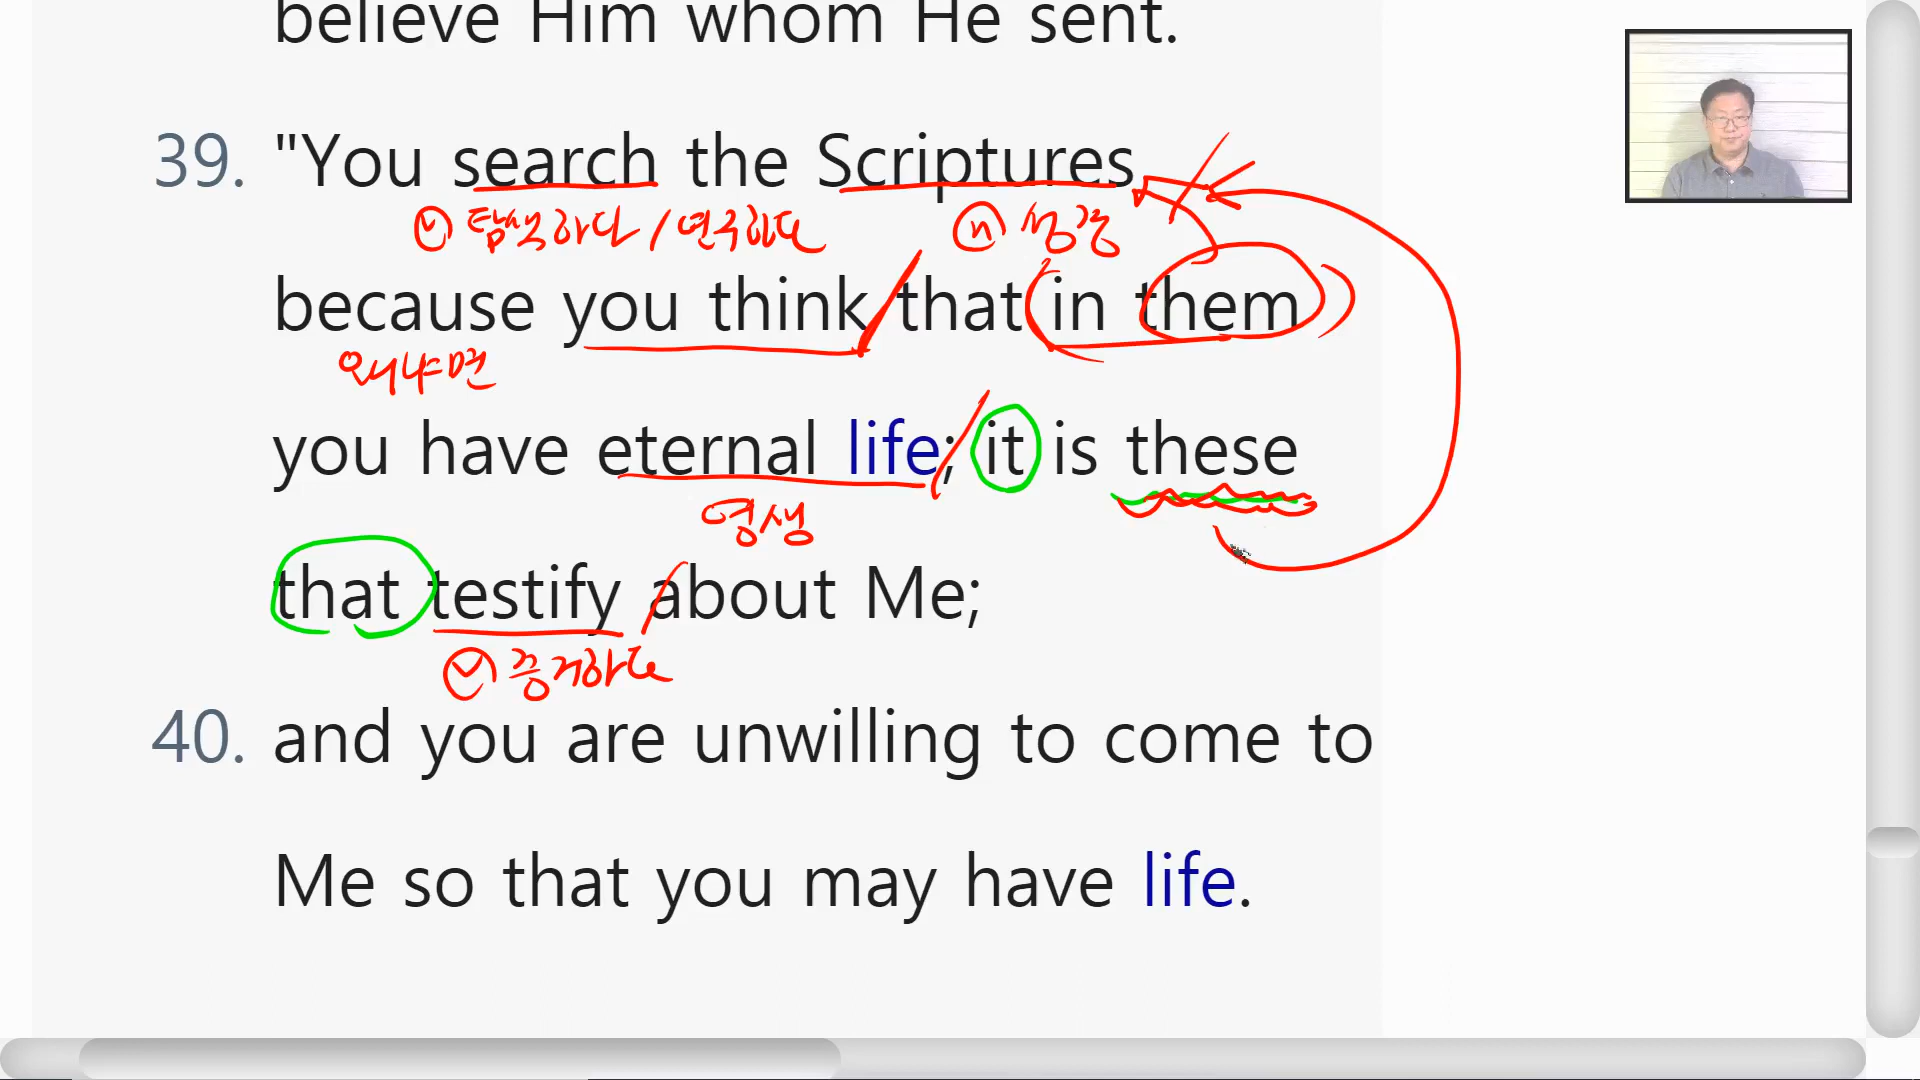 believe Him whom He sent.
39. "You search the Scriptures
ⓥ 탐색하다 / 연구하다 ⓝ 성경
because you think that in them
왜냐면
you have eternal life; it is these
영생
that testify about Me;
ⓥ 증거하다
40. and you are unwilling to come to
Me so that you may have life.